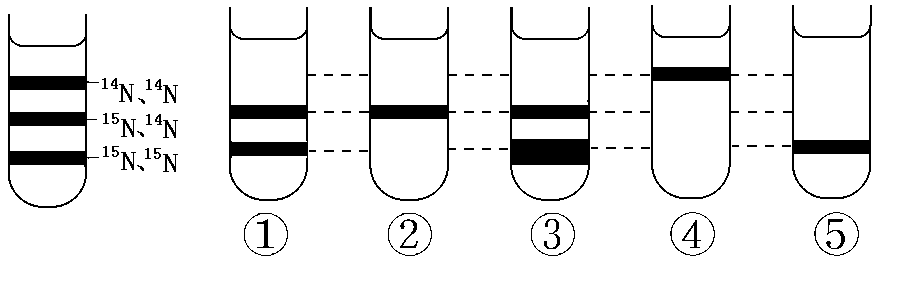 ¹⁴N、¹⁴N
¹⁵N、¹⁴N
¹⁵N、¹⁵N
① ② ③ ④ ⑤